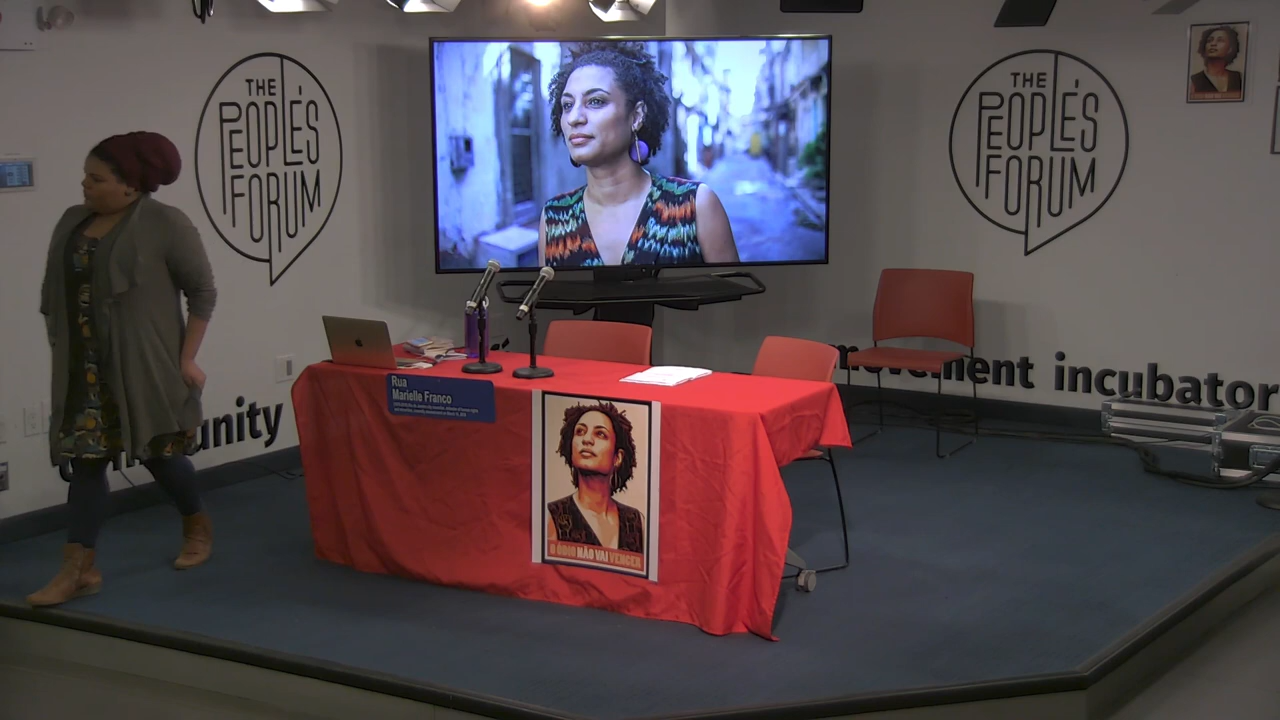 THE
PEOPLE'S
FORUM
THE
PEOPLE'S
FORUM
unity
movement incubator
Rua
Marielle Franco
O ÓDIO NÃO VAI VENCER